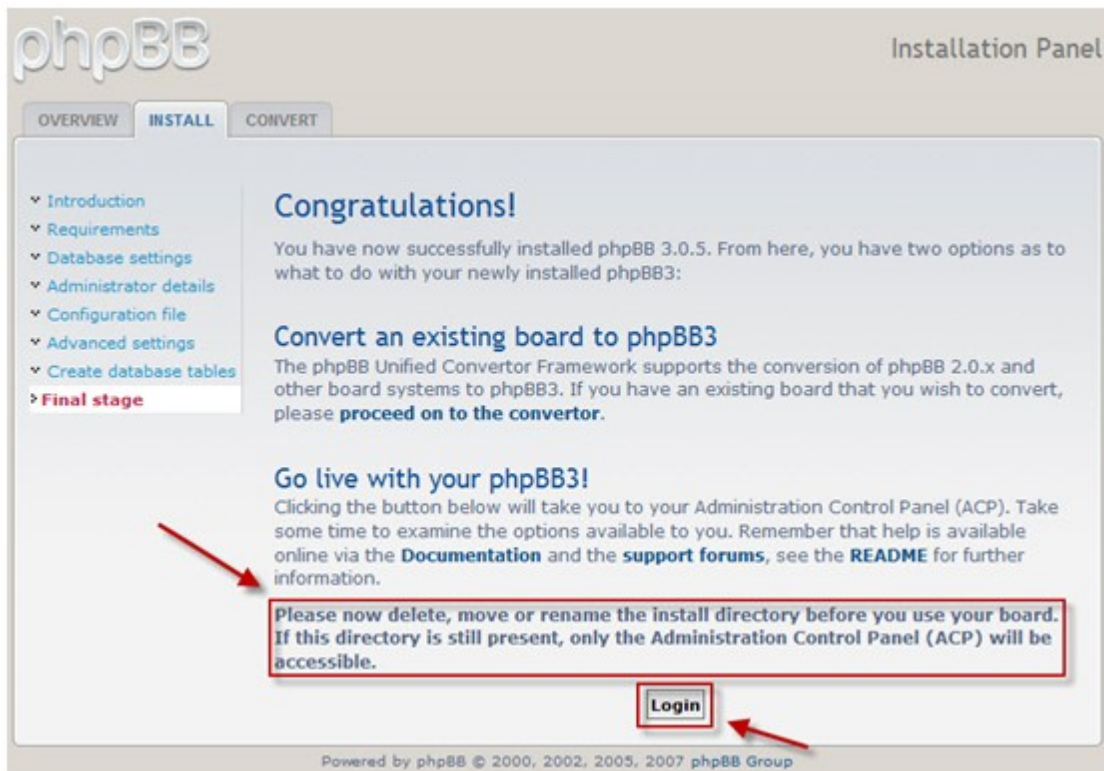 phpBB
Installation Panel
OVERVIEW INSTALL CONVERT
Introduction
Requirements
Database settings
Administrator details
Configuration file
Advanced settings
Create database tables
Final stage
Congratulations!
You have now successfully installed phpBB 3.0.5. From here, you have two options as to
what to do with your newly installed phpBB3:
Convert an existing board to phpBB3
The phpBB Unified Convertor Framework supports the conversion of phpBB 2.0.x and
other board systems to phpBB3. If you have an existing board that you wish to convert,
please proceed on to the convertor.
Go live with your phpBB3!
Clicking the button below will take you to your Administration Control Panel (ACP). Take
some time to examine the options available to you. Remember that help is available
online via the Documentation and the support forums, see the README for further
information.
Please now delete, move or rename the install directory before you use your board.
If this directory is still present, only the Administration Control Panel (ACP) will be
accessible.
Login
Powered by phpBB © 2000, 2002, 2005, 2007 phpBB Group